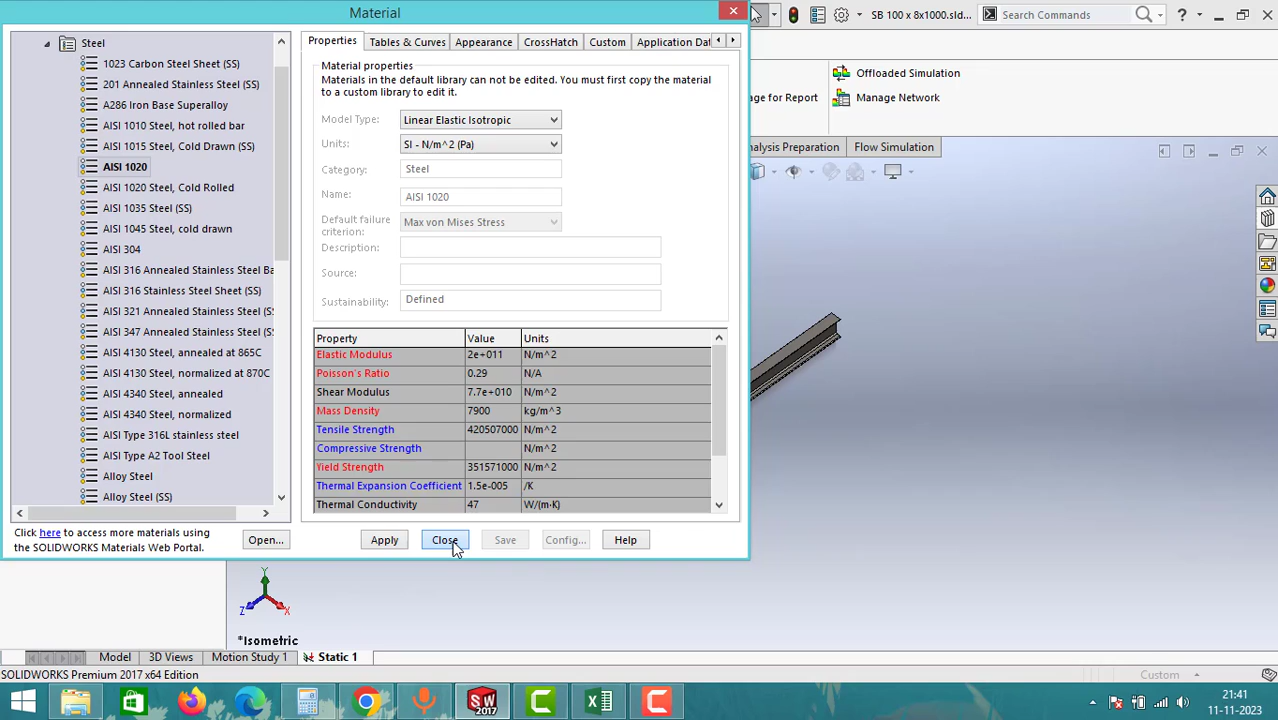 Material
SB 100 x 8x1000.sld...
Search Commands
Steel
1023 Carbon Steel Sheet (SS)
201 Annealed Stainless Steel (SS)
A286 Iron Base Superalloy
AISI 1010 Steel, hot rolled bar
AISI 1015 Steel, Cold Drawn (SS)
AISI 1020
AISI 1020 Steel, Cold Rolled
AISI 1035 Steel (SS)
AISI 1045 Steel, cold drawn
AISI 304
AISI 316 Annealed Stainless Steel Ba
AISI 316 Stainless Steel Sheet (SS)
AISI 321 Annealed Stainless Steel (S
AISI 347 Annealed Stainless Steel (S
AISI 4130 Steel, annealed at 865C
AISI 4130 Steel, normalized at 870C
AISI 4340 Steel, annealed
AISI 4340 Steel, normalized
AISI Type 316L stainless steel
AISI Type A2 Tool Steel
Alloy Steel
Alloy Steel (SS)
Click here to access more materials using
the SOLIDWORKS Materials Web Portal.
Open...
Properties Tables & Curves Appearance CrossHatch Custom Application Dat
Material properties
Materials in the default library can not be edited. You must first copy the material
to a custom library to edit it.
Model Type: Linear Elastic Isotropic
Units: SI - N/m^2 (Pa)
Category: Steel
Name: AISI 1020
Default failure
criterion: Max von Mises Stress
Description:
Source:
Sustainability: Defined
Property Value Units
Elastic Modulus 2e+011 N/m^2
Poisson's Ratio 0.29 N/A
Shear Modulus 7.7e+010 N/m^2
Mass Density 7900 kg/m^3
Tensile Strength 420507000 N/m^2
Compressive Strength N/m^2
Yield Strength 351571000 N/m^2
Thermal Expansion Coefficient 1.5e-005 /K
Thermal Conductivity 47 W/(m·K)
Apply Close Save Config... Help
Offloaded Simulation
age for Report Manage Network
nalysis Preparation Flow Simulation
Y
Z X
*Isometric
Model 3D Views Motion Study 1 Static 1
SOLIDWORKS Premium 2017 x64 Edition
Custom
SW
2017
21:41
11-11-2023